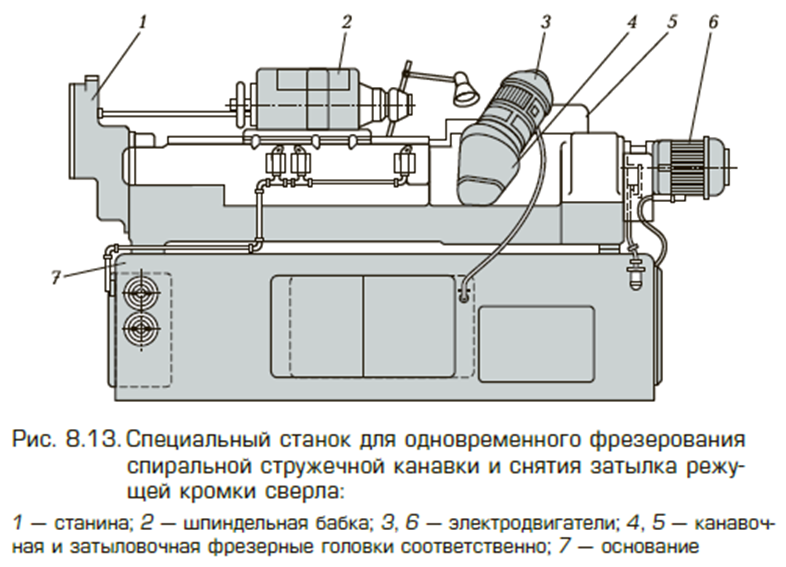 1 2 3 4 5 6
7
Рис. 8.13. Специальный станок для одновременного фрезерования
спиральной стружечной канавки и снятия затылка режу-
щей кромки сверла:
1 — станина; 2 — шпиндельная бабка; 3, 6 — электродвигатели; 4, 5 — канавоч-
ная и затыловочная фрезерные головки соответственно; 7 — основание